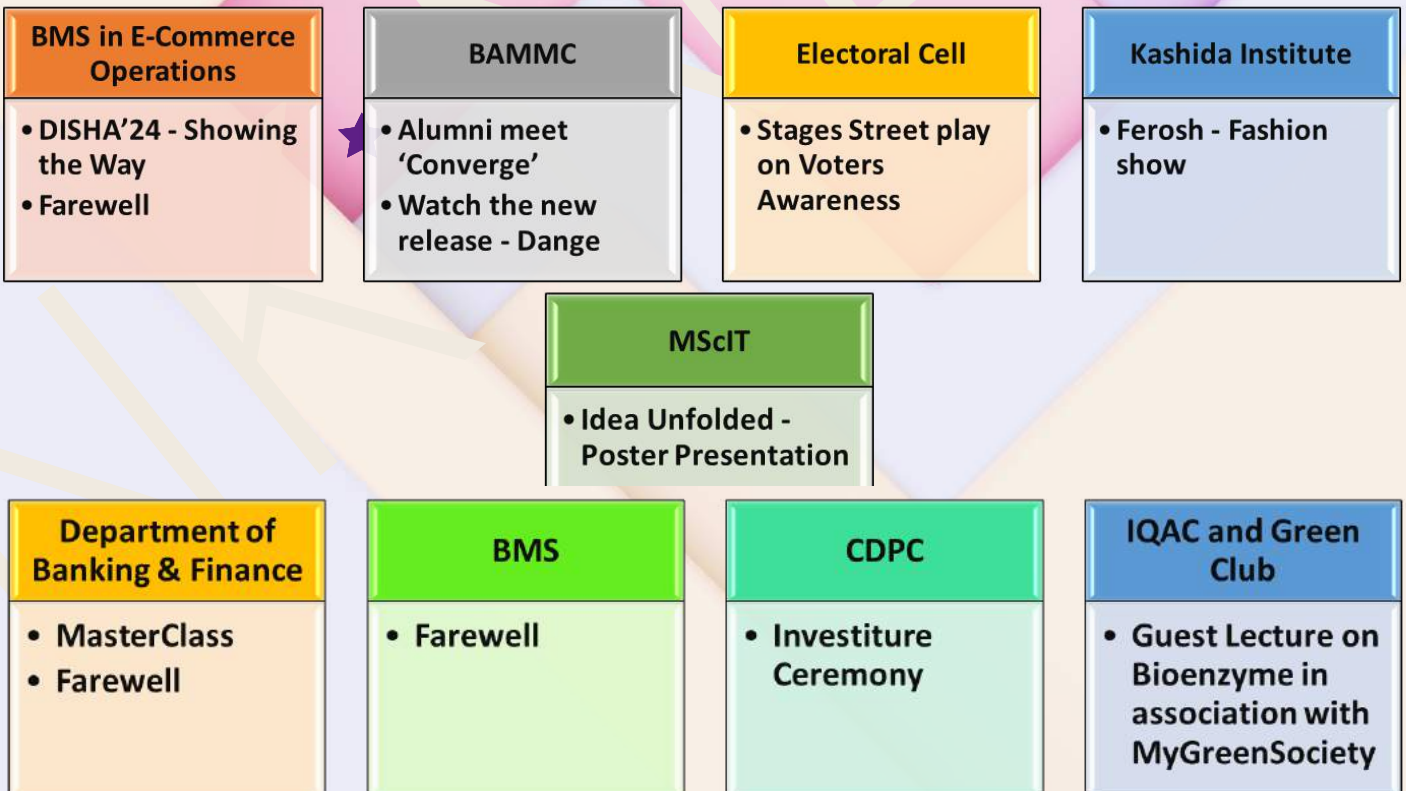 BMS in E-Commerce
Operations
• DISHA’24 - Showing
the Way
• Farewell
BAMMC
• Alumni meet
‘Converge’
• Watch the new
release - Dange
Electoral Cell
• Stages Street play
on Voters
Awareness
Kashida Institute
• Ferosh - Fashion
show
MScIT
• Idea Unfolded -
Poster Presentation
Department of
Banking & Finance
• MasterClass
• Farewell
BMS
• Farewell
CDPC
• Investiture
Ceremony
IQAC and Green
Club
• Guest Lecture on
Bioenzyme in
association with
MyGreenSociety